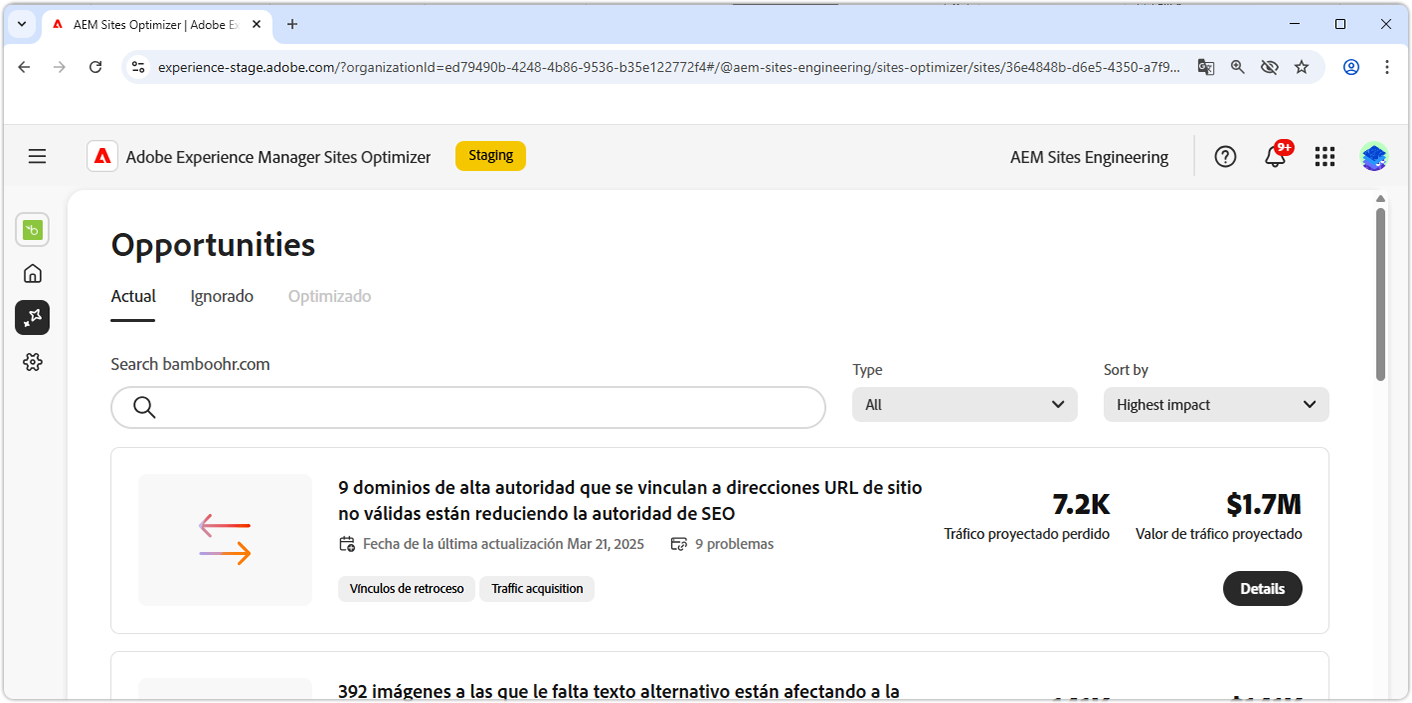 AEM Sites Optimizer | Adobe E
experience-stage.adobe.com/?organizationId=ed79490b-4248-4b86-9536-b35e122772f4#/@aem-sites-engineering/sites-optimizer/sites/36e4848b-d6e5-4350-a7f9...
Adobe Experience Manager Sites Optimizer
Staging
AEM Sites Engineering
9+
Opportunities
Actual
Ignorado
Optimizado
Search bamboohr.com
Type
All
Sort by
Highest impact
9 dominios de alta autoridad que se vinculan a direcciones URL de sitio
no válidas están reduciendo la autoridad de SEO
Fecha de la última actualización Mar 21, 2025
9 problemas
Vínculos de retroceso
Traffic acquisition
7.2K
Tráfico proyectado perdido
$1.7M
Valor de tráfico proyectado
Details
392 imágenes a las que le falta texto alternativo están afectando a la